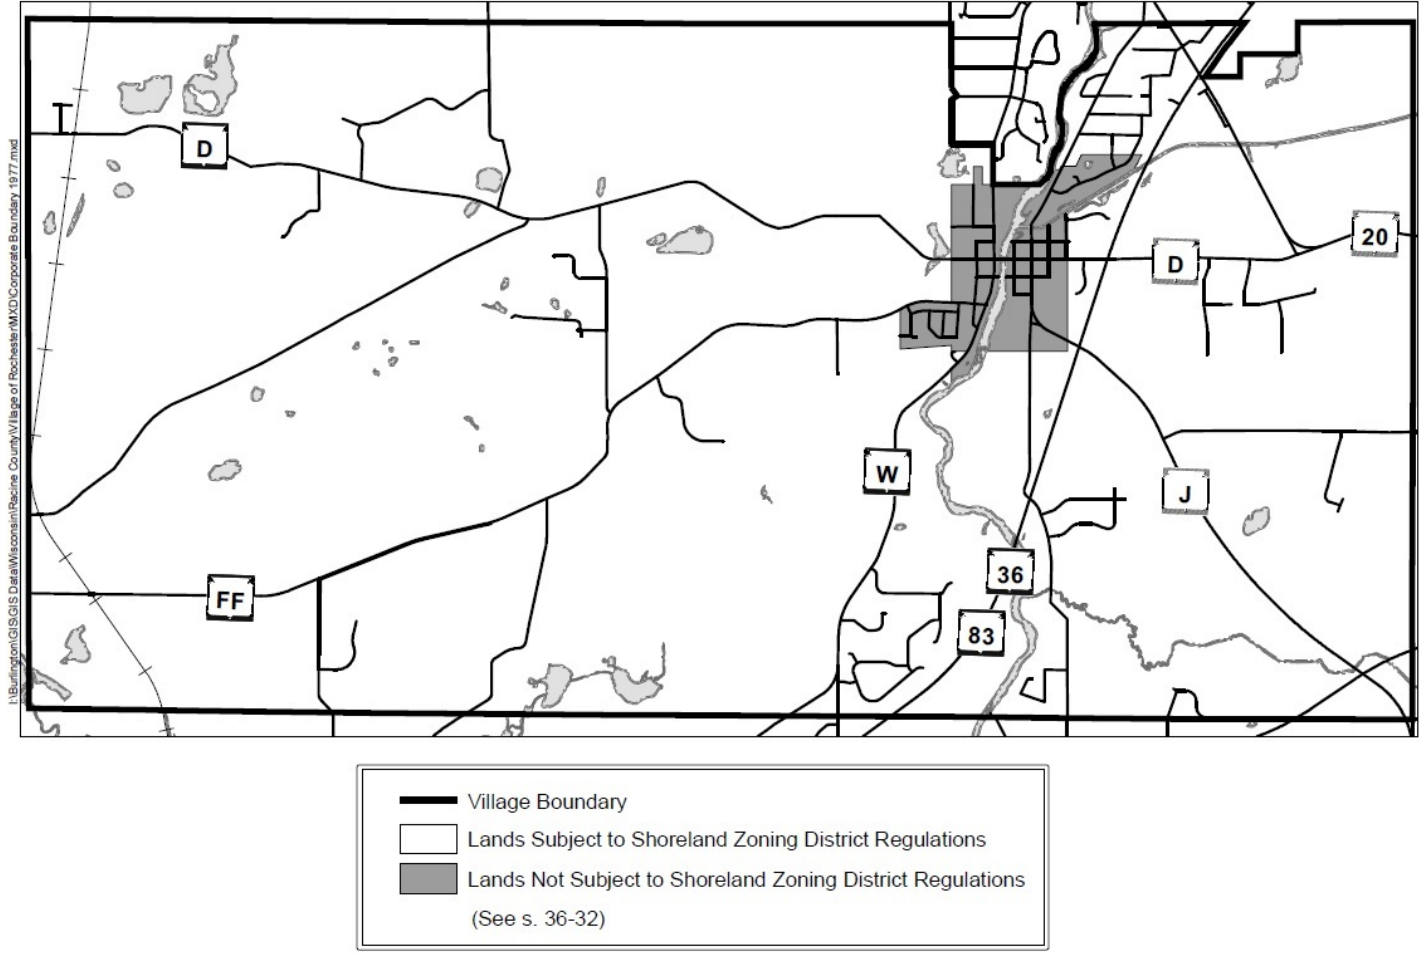 I:\Burlington\GIS\GIS Data\Wisconsin\Racine County\Village of Rochester\MXD\Corporate Boundary 1977.mxd
D
20
D
W
J
36
FF
83
Village Boundary
Lands Subject to Shoreland Zoning District Regulations
Lands Not Subject to Shoreland Zoning District Regulations
(See s. 36-32)